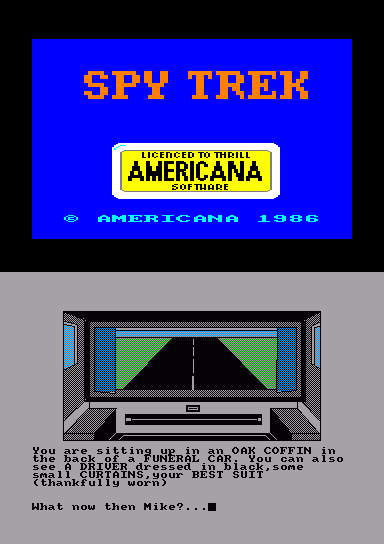 SPY TREK
LICENCED TO THRILL
AMERICANA
SOFTWARE
© AMERICANA 1986
You are sitting up in an OAK COFFIN in
the back of a FUNERAL CAR. You can also
see A DRIVER dressed in black,some
small CURTAINS,your BEST SUIT
(thankfully worn)
What now then Mike?...